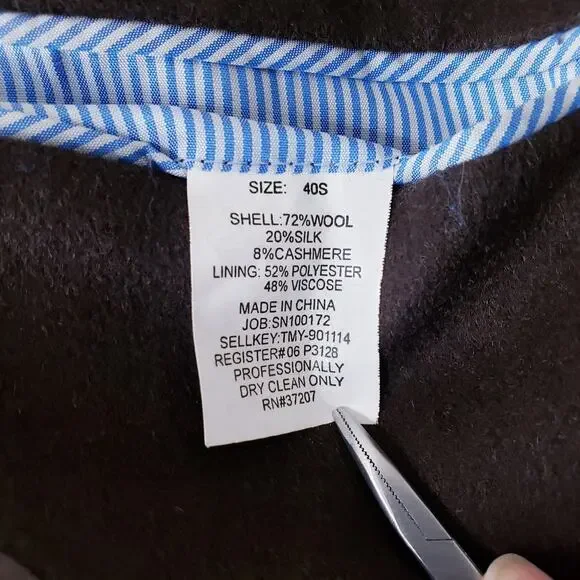 SIZE: 40S
SHELL:72%WOOL
20%SILK
8%CASHMERE
LINING: 52% POLYESTER
48% VISCOSE
MADE IN CHINA
JOB:SN100172
SELLKEY:TMY-901114
REGISTER#06 P3128
PROFESSIONALLY
DRY CLEAN ONLY
RN#37207